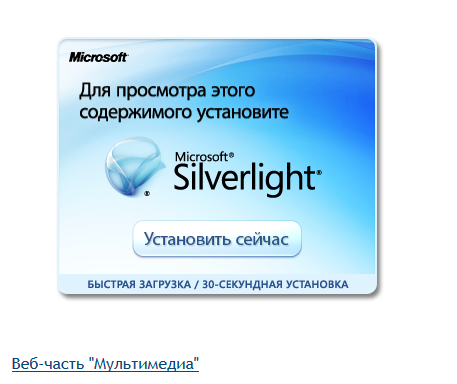 Microsoft®
Для просмотра этого
содержимого установите
Microsoft®
Silverlight®
®
Установить сейчас
БЫСТРАЯ ЗАГРУЗКА / 30-СЕКУНДНАЯ УСТАНОВКА
Веб-часть "Мультимедиа"